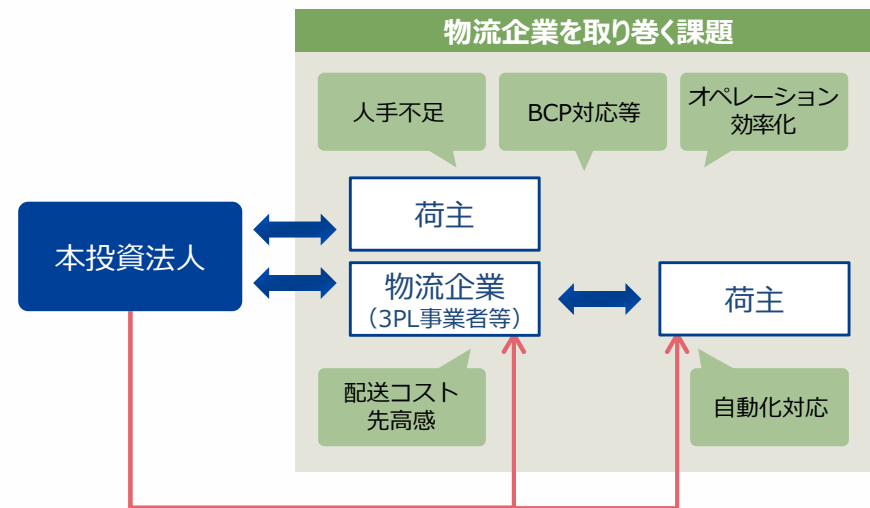 物流企業を取り巻く課題
人手不足
BCP対応等
オペレーション
効率化
荷主
本投資法人
物流企業
（3PL事業者等）
荷主
配送コスト
先高感
自動化対応